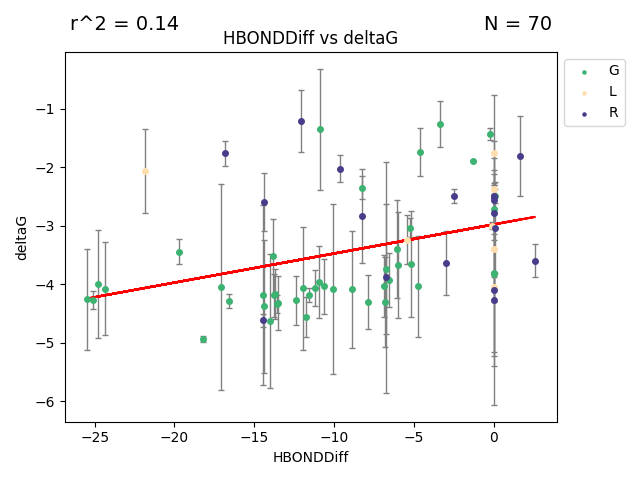 r^2 = 0.14 N = 70
HBONDDiff vs deltaG
G
L
R
deltaG
−1
−2
−3
−4
−5
−6
−25 −20 −15 −10 −5 0
HBONDDiff